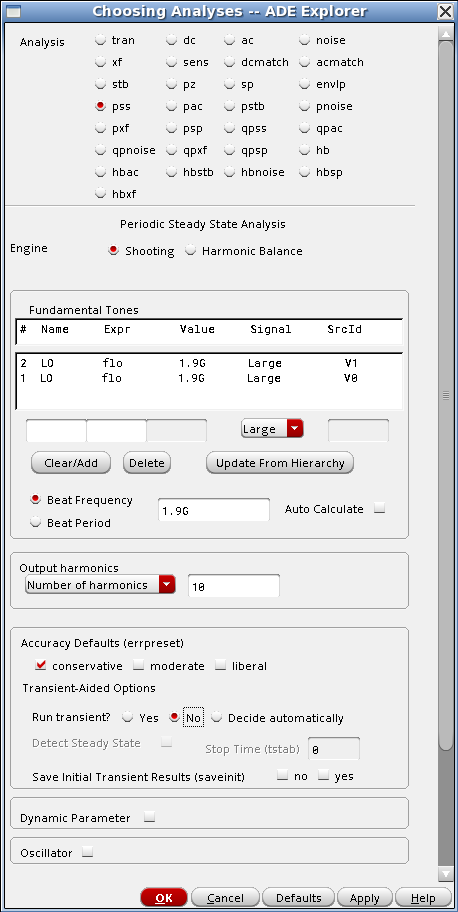 Choosing Analyses -- ADE Explorer
Analysis tran dc ac noise
xf sens dcmatch acmatch
stb pz sp envlp
pss pac pstb pnoise
pxf psp qpss qpac
qpnoise qpxf qpsp hb
hbac hbstb hbnoise hbsp
hbxf
Periodic Steady State Analysis
Engine Shooting Harmonic Balance
Fundamental Tones
# Name Expr Value Signal SrcId
2 LO flo 1.9G Large V1
1 LO flo 1.9G Large V0
Large
Clear/Add Delete Update From Hierarchy
Beat Frequency 1.9G Auto Calculate
Beat Period
Output harmonics
Number of harmonics 10
Accuracy Defaults (errpreset)
conservative moderate liberal
Transient-Aided Options
Run transient? Yes No Decide automatically
Detect Steady State Stop Time (tstab) 0
Save Initial Transient Results (saveinit) no yes
Dynamic Parameter
Oscillator
OK Cancel Defaults Apply Help